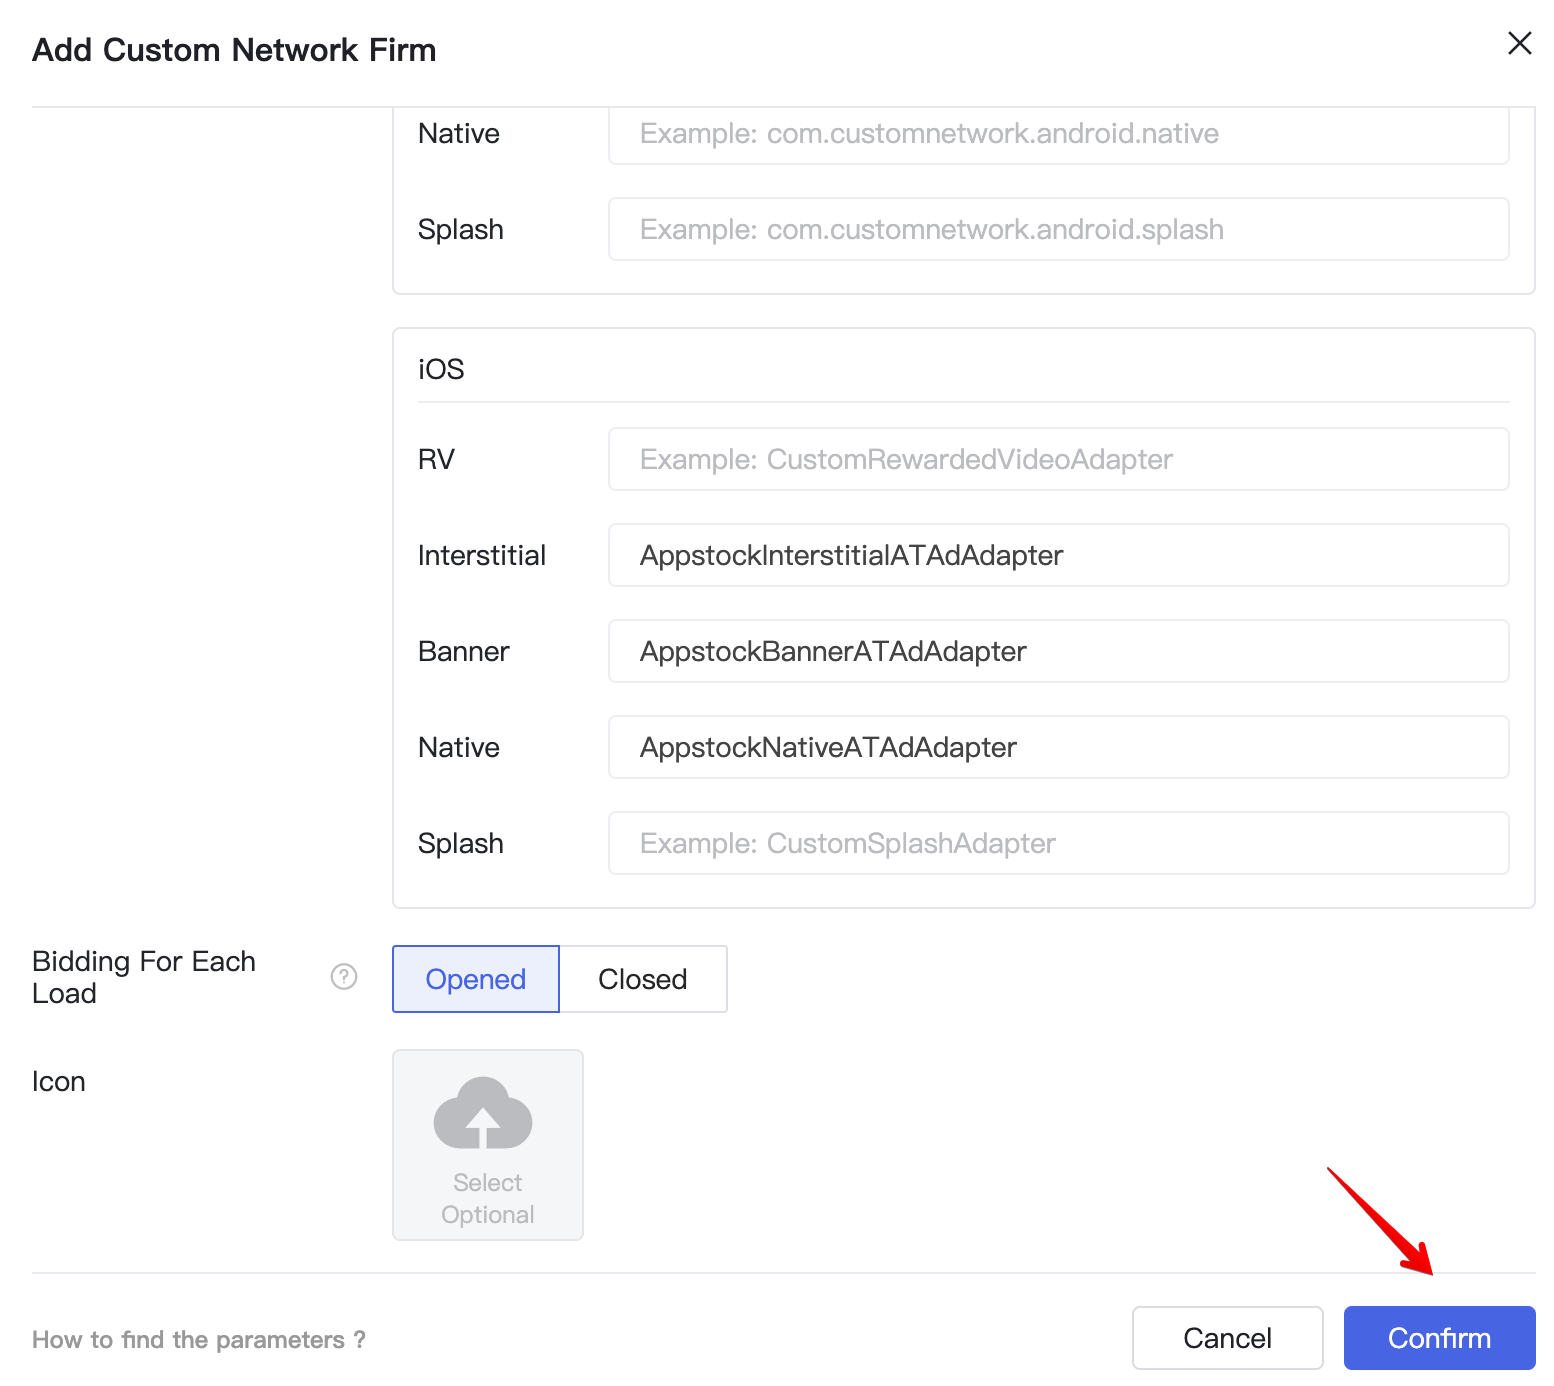 Add Custom Network Firm
Native
Example: com.customnetwork.android.native
Splash
Example: com.customnetwork.android.splash
iOS
RV
Example: CustomRewardedVideoAdapter
Interstitial
AppstockInterstitialATAdAdapter
Banner
AppstockBannerATAdAdapter
Native
AppstockNativeATAdAdapter
Splash
Example: CustomSplashAdapter
Bidding For Each
Load
?
Opened
Closed
Icon
Select
Optional
How to find the parameters ?
Cancel
Confirm